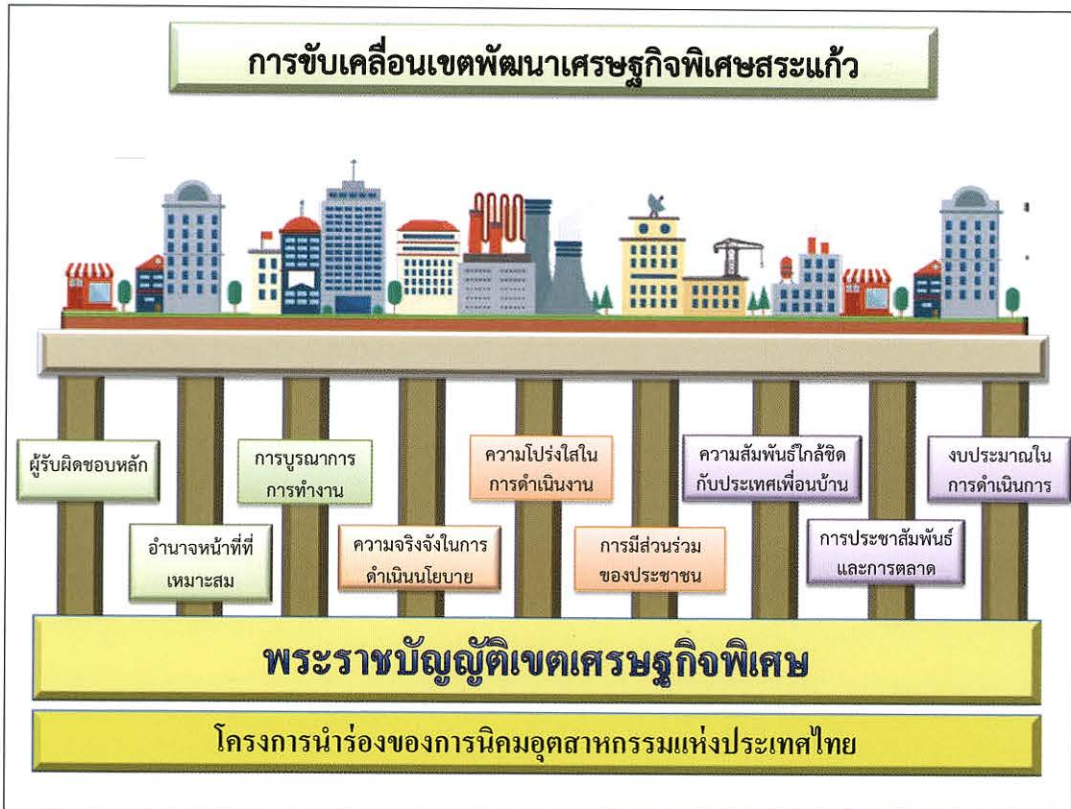 การขับเคลื่อนเขตพัฒนาเศรษฐกิจพิเศษสระแก้ว
ผู้รับผิดชอบหลัก
อำนาจหน้าที่ที่
เหมาะสม
การบูรณาการ
การทำงาน
ความจริงจังในการ
ดำเนินนโยบาย
ความโปร่งใสใน
การดำเนินงาน
การมีส่วนร่วม
ของประชาชน
ความสัมพันธ์ใกล้ชิด
กับประเทศเพื่อนบ้าน
การประชาสัมพันธ์
และการตลาด
งบประมาณใน
การดำเนินการ
พระราชบัญญัติเขตเศรษฐกิจพิเศษ
โครงการนำร่องของการนิคมอุตสาหกรรมแห่งประเทศไทย